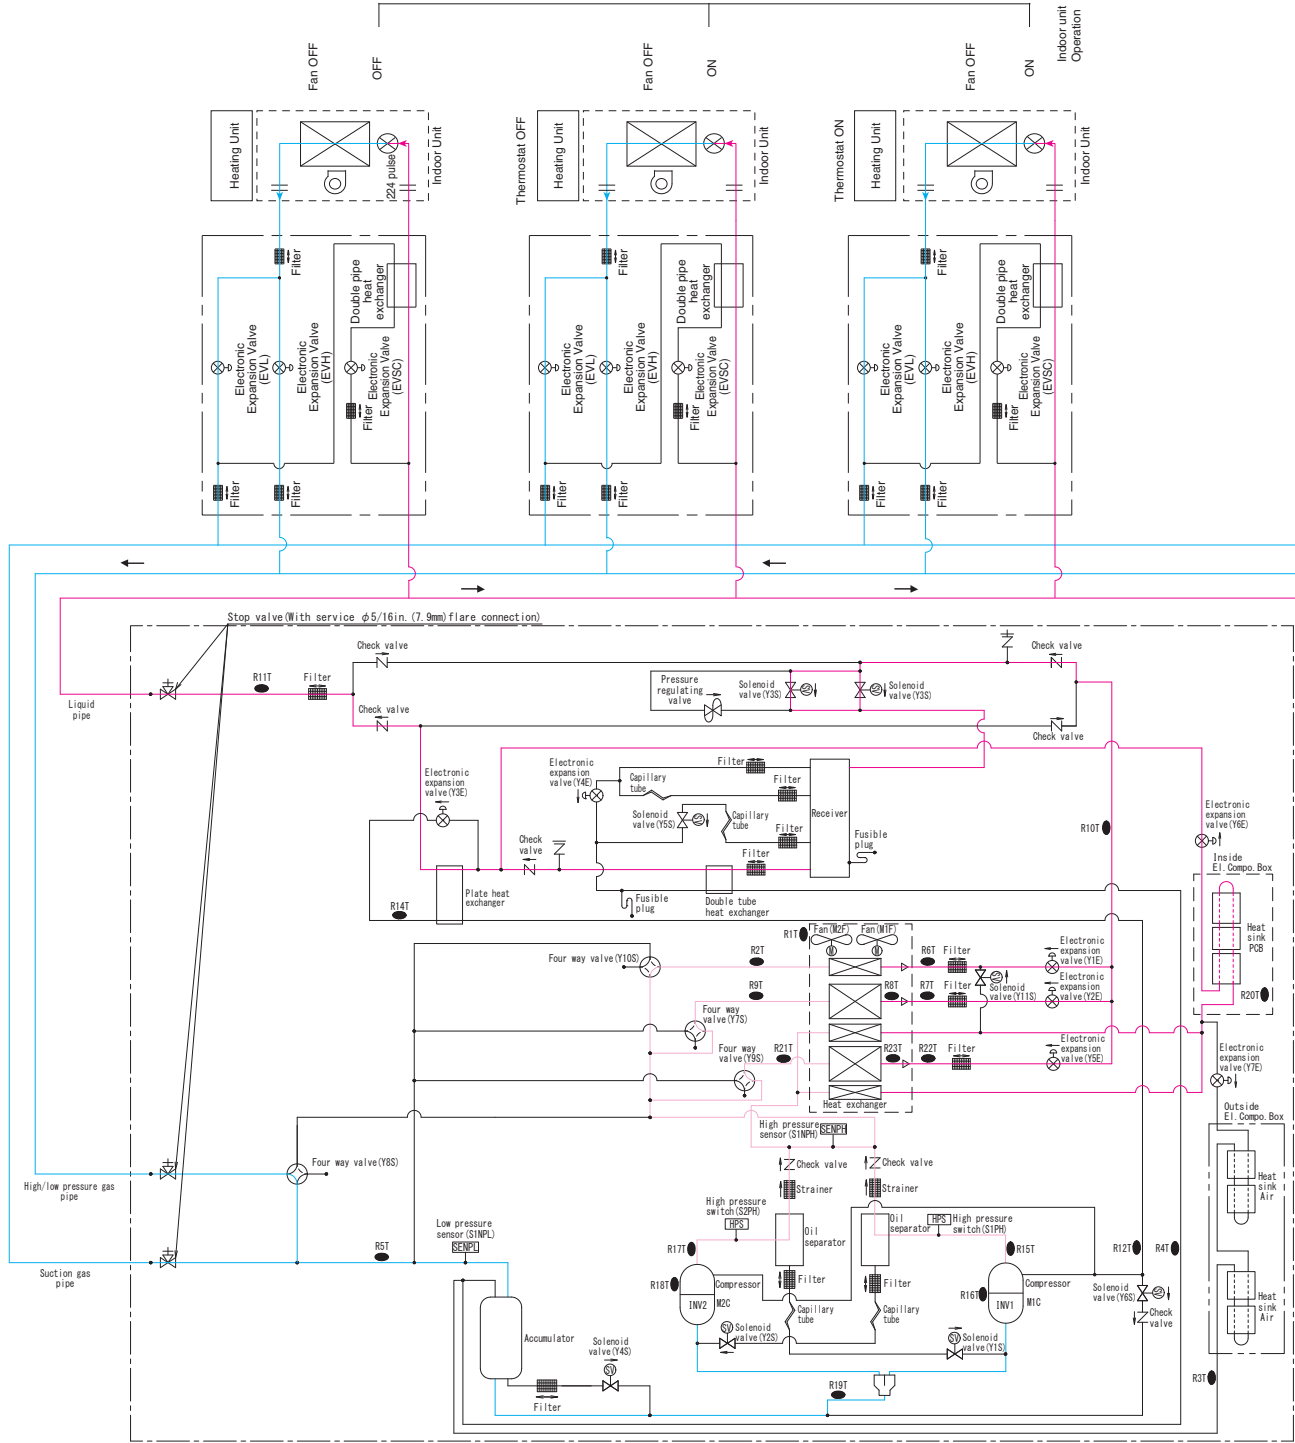 Fan OFF
OFF
Fan OFF
ON
Fan OFF
ON
Indoor unit
Operation
Heating Unit
224 pulse
Indoor Unit
Thermostat OFF
Heating Unit
Indoor Unit
Thermostat ON
Heating Unit
Indoor Unit
Filter
Double pipe
heat
exchanger
Electronic
Expansion Valve
(EVL)
Electronic
Expansion Valve
(EVH)
Electronic
Expansion Valve
(EVSC)
Filter
Filter
Filter
Filter
Double pipe
heat
exchanger
Electronic
Expansion Valve
(EVL)
Electronic
Expansion Valve
(EVH)
Electronic
Expansion Valve
(EVSC)
Filter
Filter
Filter
Filter
Double pipe
heat
exchanger
Electronic
Expansion Valve
(EVL)
Electronic
Expansion Valve
(EVH)
Electronic
Expansion Valve
(EVSC)
Filter
Filter
Filter
Stop valve(With service φ5/16in.(7.9mm)flare connection)
Check valve
R11T
Filter
Liquid
pipe
Check valve
Pressure
regulating
valve
Solenoid
valve(Y3S)
SV
Solenoid
valve(Y3S)
SV
Check valve
Check valve
Electronic
expansion
valve(Y3E)
Electronic
expansion
valve(Y4E)
Capillary
tube
Filter
Filter
Solenoid
valve(Y5S)
SV
Capillary
tube
Filter
Receiver
Fusible
plug
Check
valve
Filter
Plate heat
exchanger
R14T
Fusible
plug
Double tube
heat exchanger
R10T
Electronic
expansion
valve(Y6E)
Inside
El.Compo.Box
Heat
sink
PCB
R20T
R1T
Fan(M2F)
Fan(M1F)
M
M
Four way valve(Y10S)
R2T
R6T
Filter
Electronic
expansion
valve(Y1E)
R9T
R8T
R7T
Filter
SV
Solenoid
valve(Y11S)
Electronic
expansion
valve(Y2E)
Four way
valve(Y7S)
Four way
valve(Y9S)
R21T
R23T
R22T
Filter
Electronic
expansion
valve(Y5E)
Heat exchanger
Electronic
expansion
valve(Y7E)
Outside
El.Compo.Box
Heat
sink
Air
Heat
sink
Air
High pressure
sensor(S1NPH)
SENPH
Four way valve(Y8S)
High/low pressure gas
pipe
Check valve
Check valve
Strainer
Strainer
High pressure
switch(S2PH)
HPS
Oil
separator
Oil
separator
HPS
High pressure
switch(S1PH)
Low pressure
sensor(S1NPL)
SENPL
R5T
Suction gas
pipe
R17T
R18T
Compressor
INV2
M2C
Filter
Filter
R15T
R16T
Compressor
INV1
M1C
R12T
R4T
Solenoid
valve(Y6S)
SV
Check
valve
Capillary
tube
Capillary
tube
Accumulator
Solenoid
valve(Y4S)
SV
SV
Solenoid
valve(Y2S)
SV
Solenoid
valve(Y1S)
Filter
R19T
R3T